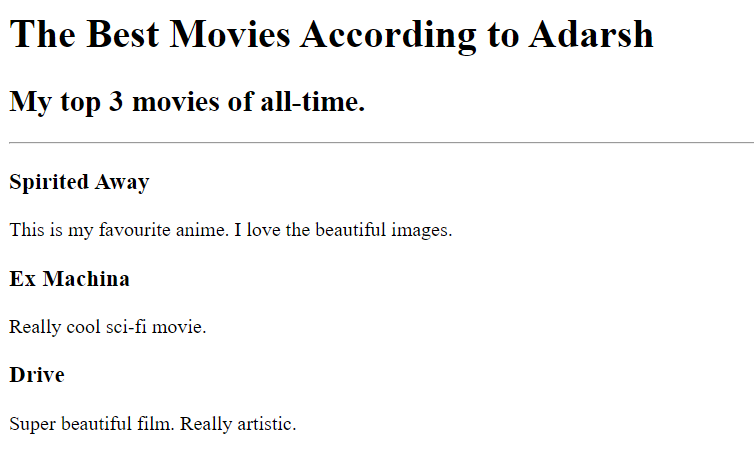 The Best Movies According to Adarsh
My top 3 movies of all-time.
Spirited Away
This is my favourite anime. I love the beautiful images.
Ex Machina
Really cool sci-fi movie.
Drive
Super beautiful film. Really artistic.